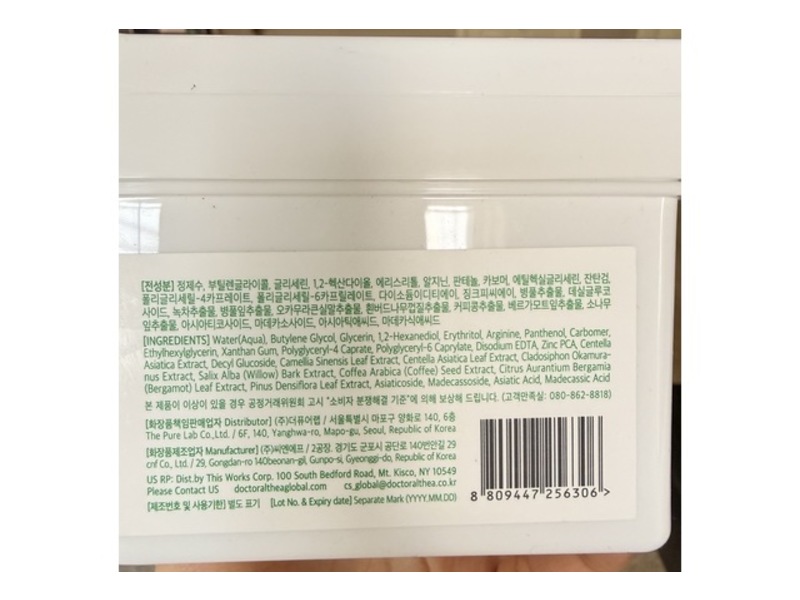 [전성분] 정제수, 부틸렌글라이콜, 글리세린, 1,2-헥산다이올, 에리스리톨, 알지닌, 판테놀, 카보머, 에틸헥실글리세린, 잔탄검,
폴리글리세릴-4카프레이트, 폴리글리세릴-6카프릴레이트, 다이소듐이디티에이, 징크피씨에이, 병풀추출물, 데실글루코
사이드, 녹차추출물, 병풀잎추출물, 오카무라큰실말추출물, 흰버드나무껍질추출물, 커피콩추출물, 베르가모트잎추출물, 소나무
잎추출물, 아시아티코사이드, 마데카소사이드, 아시아틱애씨드, 마데카식애씨드
[INGREDIENTS] Water(Aqua), Butylene Glycol, Glycerin, 1,2-Hexanediol, Erythritol, Arginine, Panthenol, Carbomer,
Ethylhexylglycerin, Xanthan Gum, Polyglyceryl-4 Caprate, Polyglyceryl-6 Caprylate, Disodium EDTA, Zinc PCA, Centella
Asiatica Extract, Decyl Glucoside, Camellia Sinensis Leaf Extract, Centella Asiatica Leaf Extract, Cladosiphon Okamura-
nus Extract, Salix Alba (Willow) Bark Extract, Coffea Arabica (Coffee) Seed Extract, Citrus Aurantium Bergamia
(Bergamot) Leaf Extract, Pinus Densiflora Leaf Extract, Asiaticoside, Madecassoside, Asiatic Acid, Madecassic Acid
본 제품이 이상이 있을 경우 공정거래위원회 고시 "소비자 분쟁해결 기준"에 의해 보상해 드립니다. (고객만족실: 080-862-8818)
[화장품책임판매업자 Distributor] (주)더퓨어랩 / 서울특별시 마포구 양화로 140, 6층
The Pure Lab Co.,Ltd. / 6F, 140, Yanghwa-ro, Mapo-gu, Seoul, Republic of Korea
[화장품제조업자 Manufacturer] (주)씨엔에프 / 2공장. 경기도 군포시 공단로 140번안길 29
cnf Co., Ltd. / 29, Gongdan-ro 140beonan-gil, Gunpo-si, Gyeonggi-do, Republic of Korea
US RP: Dist.by This Works Corp. 100 South Bedford Road, Mt. Kisco, NY 10549
Please Contact US doctoraltheaglobal.com cs_global@doctoralthea.co.kr
[제조번호 및 사용기한] 별도 표기 [Lot No. & Expiry date] Separate Mark (YYYY.MM.DD)
8 809447 256306 >